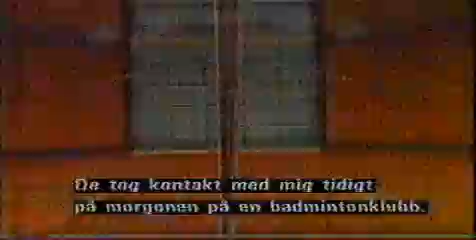 De tog kontakt med mig tidigt
på morgonen på en badmintonklubb.